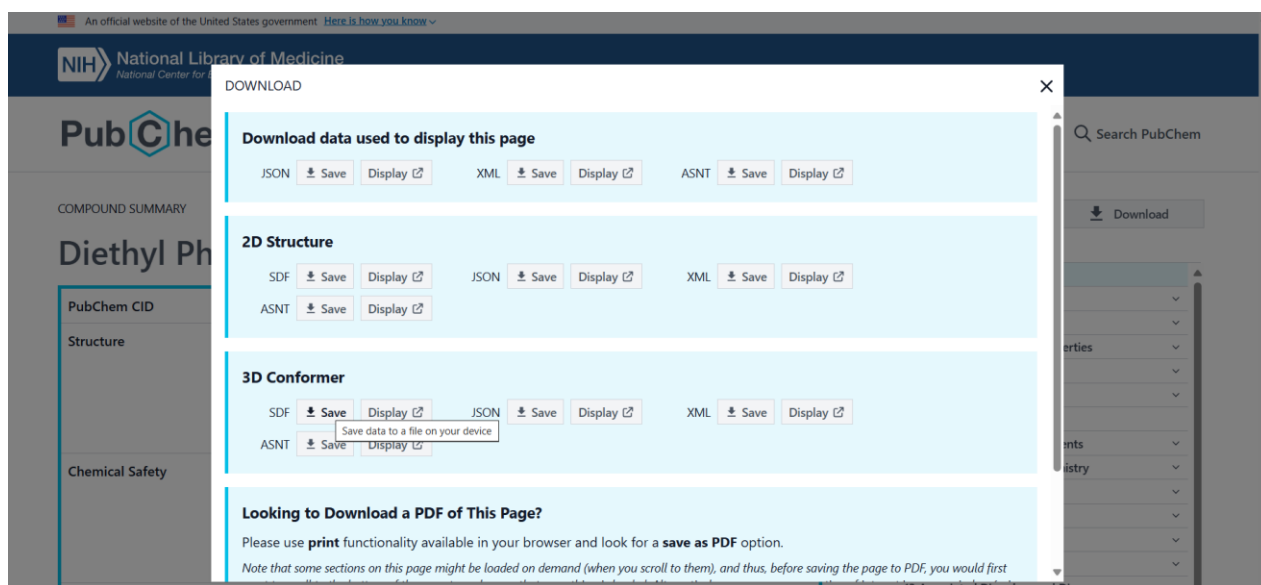 An official website of the United States government Here is how you know
NIH National Library of Medicine
National Center for
DOWNLOAD
PubChe
Search PubChem
Download data used to display this page
JSON Save Display XML Save Display ASNT Save Display
COMPOUND SUMMARY
Download
Diethyl Ph
2D Structure
SDF Save Display JSON Save Display XML Save Display
ASNT Save Display
PubChem CID
Structure
erties
3D Conformer
SDF Save Display JSON Save Display XML Save Display
Save data to a file on your device
ASNT Save Display
ents
istry
Chemical Safety
Looking to Download a PDF of This Page?
Please use print functionality available in your browser and look for a save as PDF option.
Note that some sections on this page might be loaded on demand (when you scroll to them), and thus, before saving the page to PDF, you would first